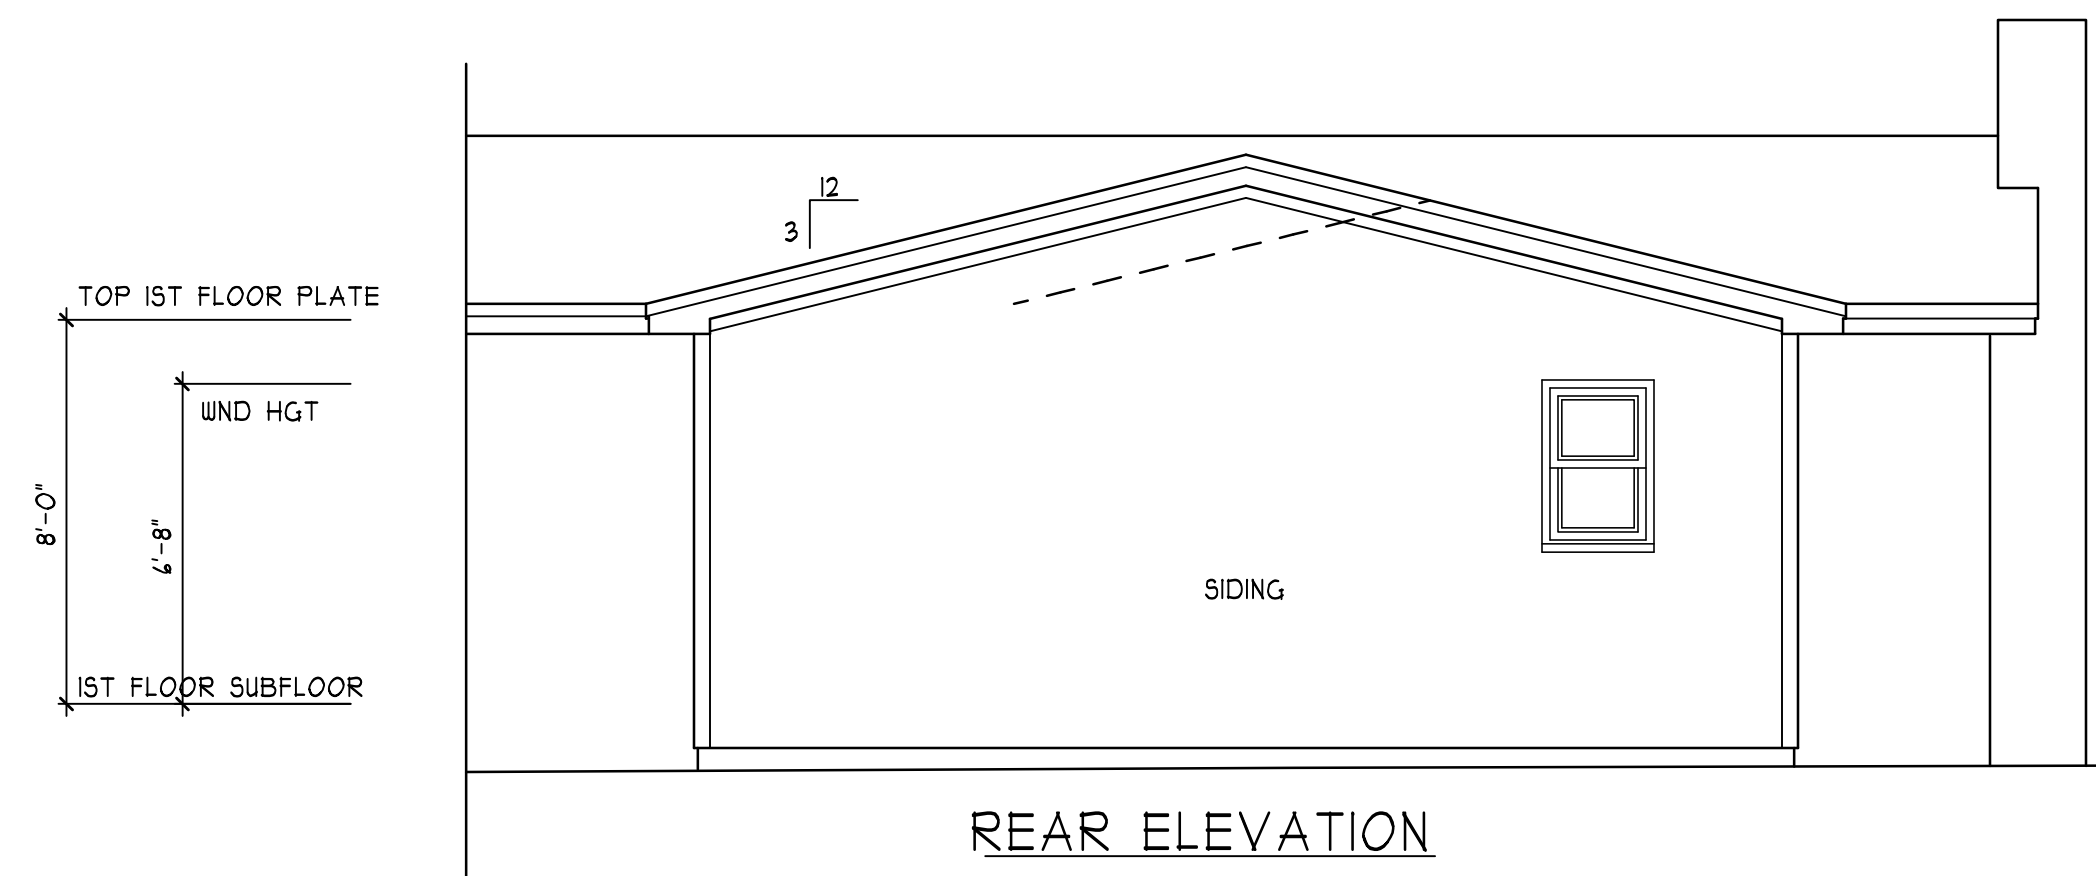 12
3
TOP 1ST FLOOR PLATE
WND HGT
8'-0"
6'-8"
SIDING
1ST FLOOR SUBFLOOR
REAR ELEVATION